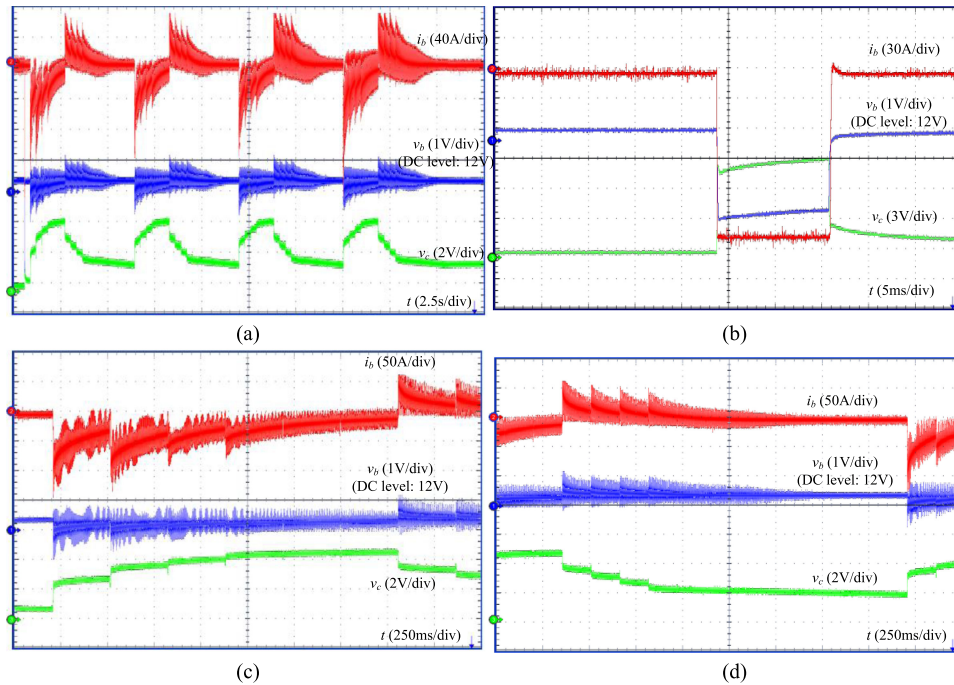 i_b (40A/div)
v_b (1V/div)
(DC level: 12V)
v_c (2V/div)
t (2.5s/div)
(a)
i_b (30A/div)
v_b (1V/div)
(DC level: 12V)
v_c (3V/div)
t (5ms/div)
(b)
i_b (50A/div)
v_b (1V/div)
(DC level: 12V)
v_c (2V/div)
t (250ms/div)
(c)
i_b (50A/div)
v_b (1V/div)
(DC level: 12V)
v_c (2V/div)
t (250ms/div)
(d)